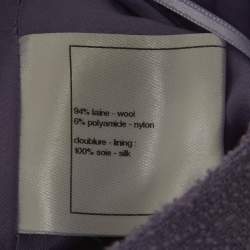 94% laine - wool
6% polyamide - nylon
doublure - lining :
100% soie - silk